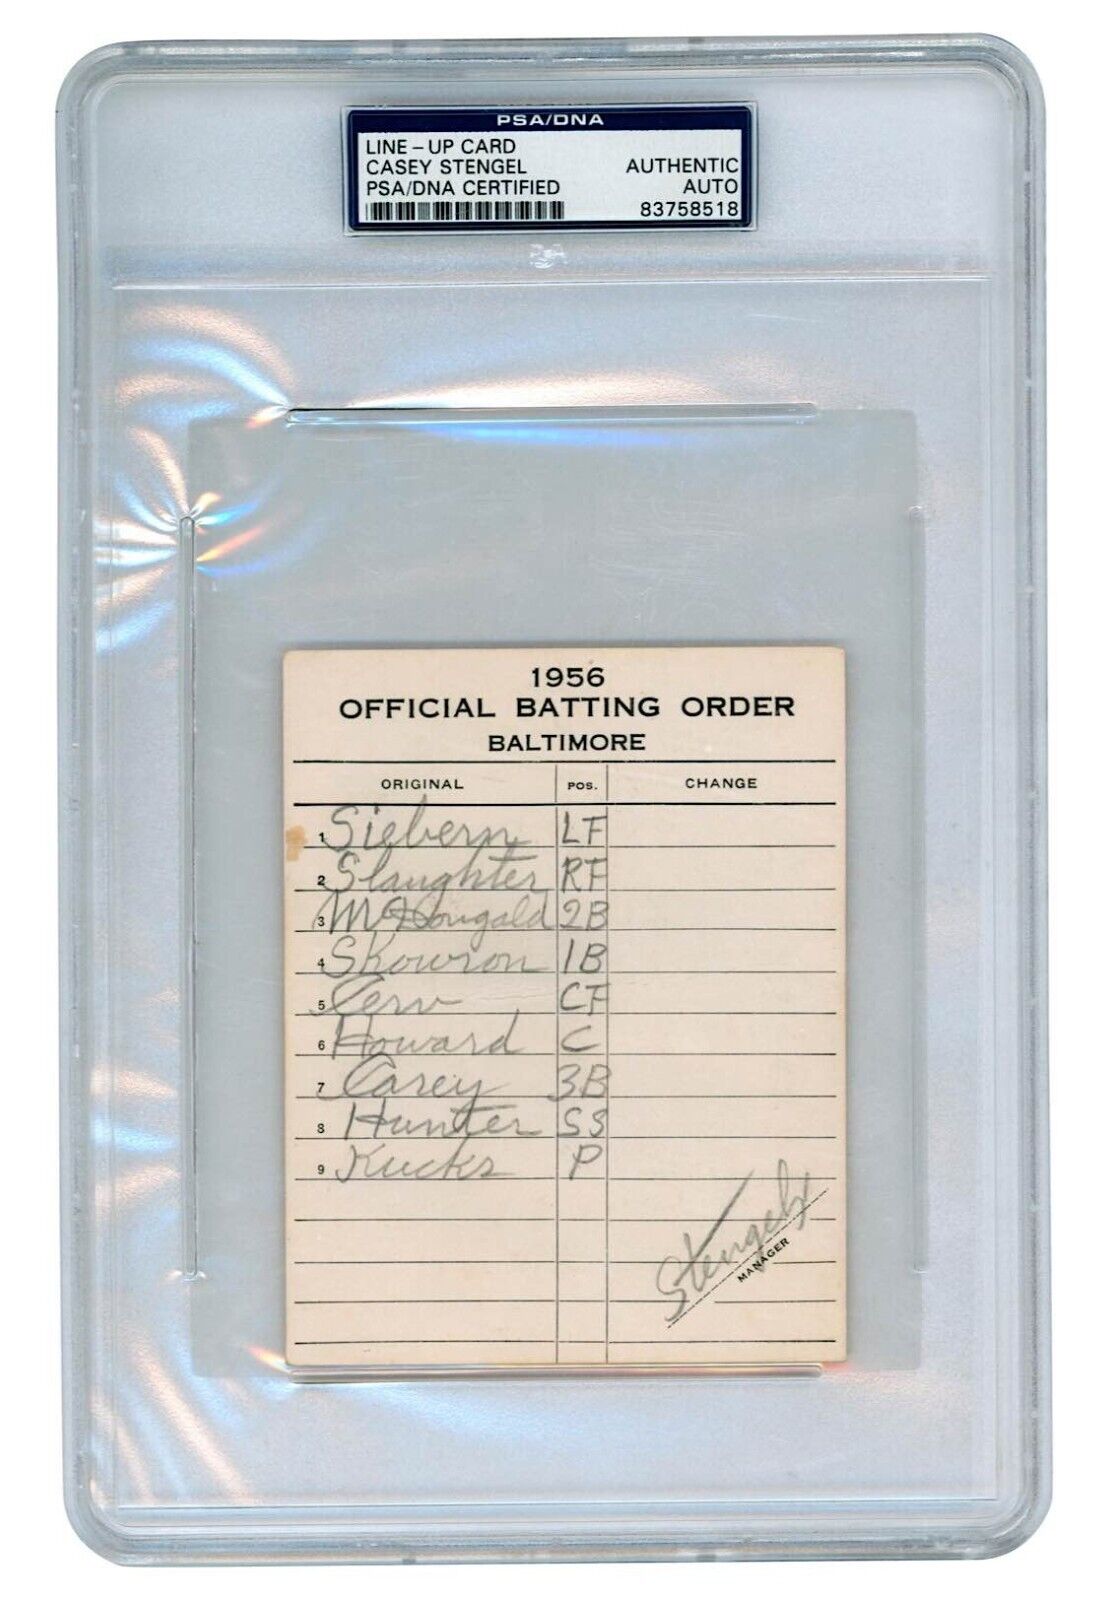 PSA/DNA
LINE-UP CARD
CASEY STENGEL
PSA/DNA CERTIFIED
AUTHENTIC
AUTO
83758518
1956
OFFICIAL BATTING ORDER
BALTIMORE
ORIGINAL POS. CHANGE
1 Siebern LF
2 Slaughter RF
3 McDougald 2B
4 Skowron 1B
5 Cerv CF
6 Howard C
7 Carey 3B
8 Hunter SS
9 Kucks P
Stengel
MANAGER